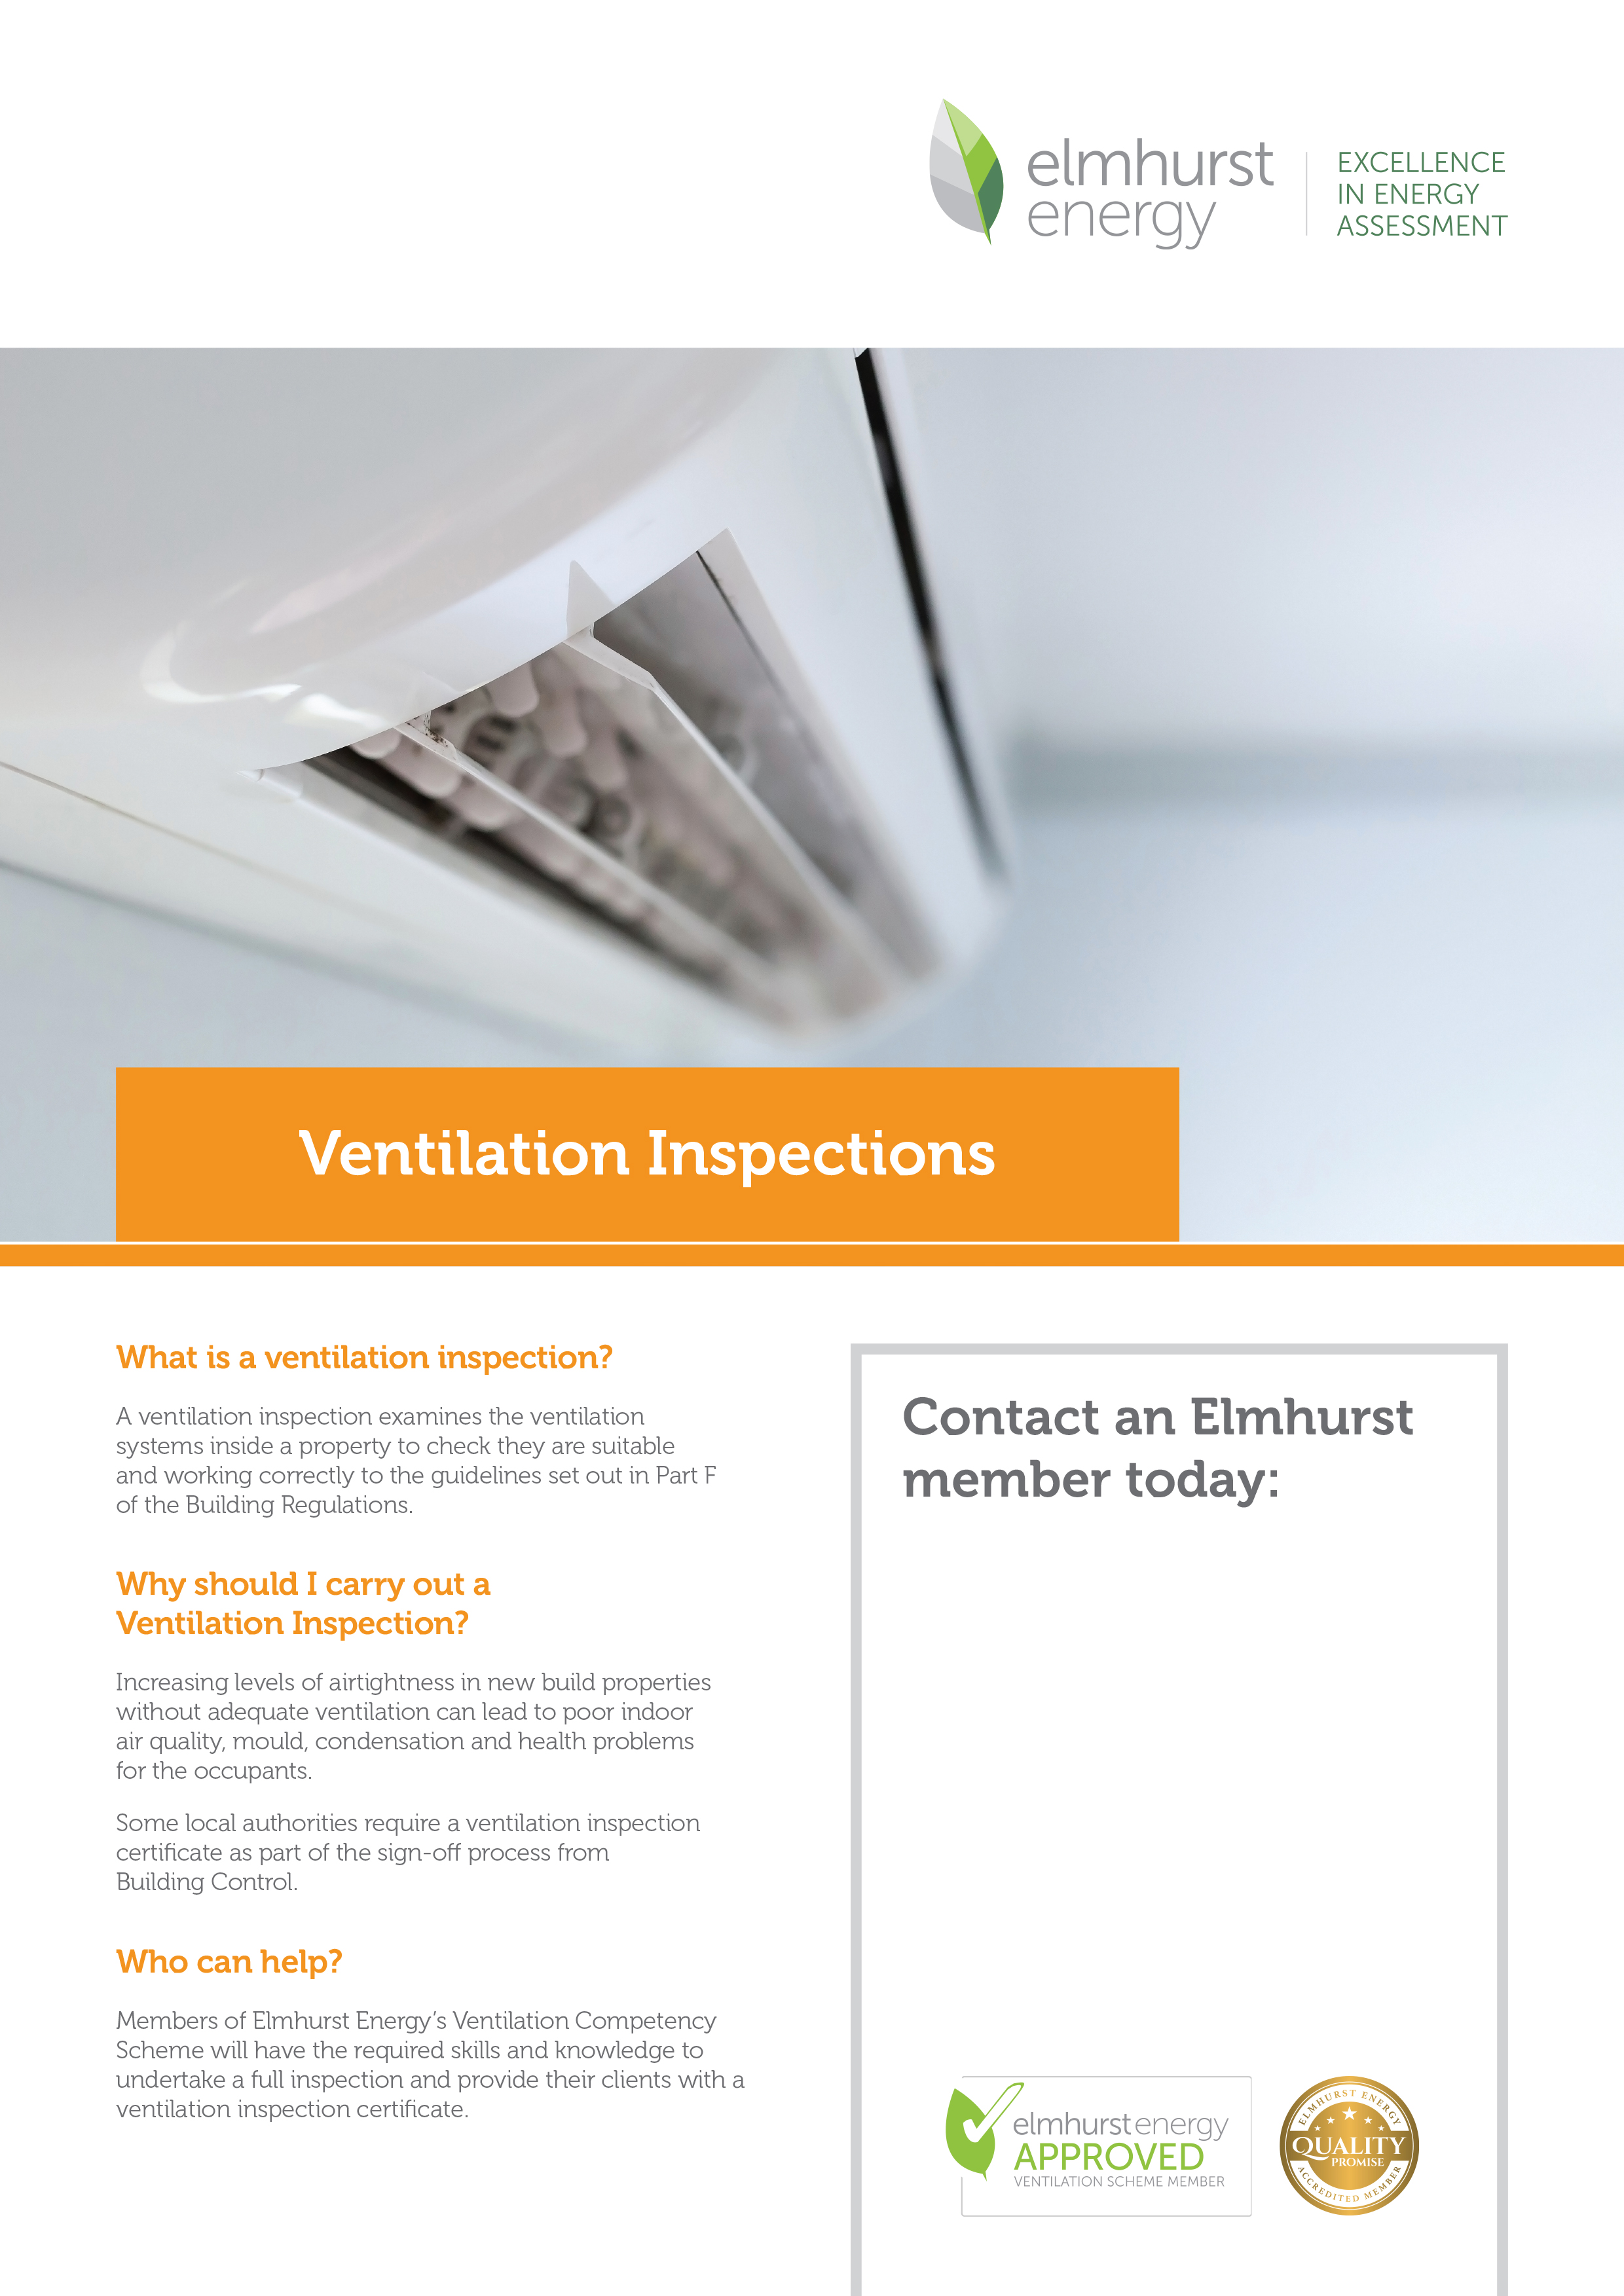 elmhurst
energy
EXCELLENCE
IN ENERGY
ASSESSMENT
Ventilation Inspections
What is a ventilation inspection?
A ventilation inspection examines the ventilation
systems inside a property to check they are suitable
and working correctly to the guidelines set out in Part F
of the Building Regulations.
Why should I carry out a
Ventilation Inspection?
Increasing levels of airtightness in new build properties
without adequate ventilation can lead to poor indoor
air quality, mould, condensation and health problems
for the occupants.
Some local authorities require a ventilation inspection
certificate as part of the sign-off process from
Building Control.
Who can help?
Members of Elmhurst Energy’s Ventilation Competency
Scheme will have the required skills and knowledge to
undertake a full inspection and provide their clients with a
ventilation inspection certificate.
Contact an Elmhurst
member today:
elmhurstenergy
APPROVED
VENTILATION SCHEME MEMBER
ELMHURST ENERGY
QUALITY
PROMISE
ACCREDITED MEMBER